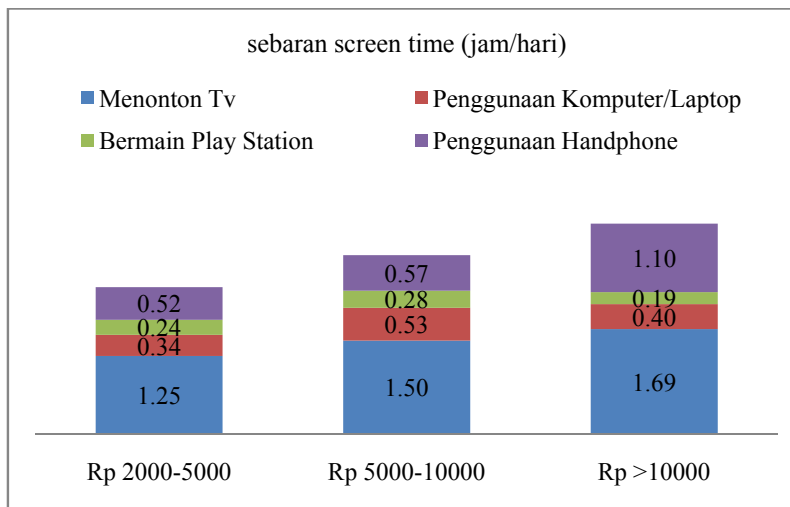 sebaran screen time (jam/hari)
Menonton Tv
Penggunaan Komputer/Laptop
Bermain Play Station
Penggunaan Handphone
0.52
0.24
0.34
1.25
0.57
0.28
0.53
1.50
1.10
0.19
0.40
1.69
Rp 2000-5000
Rp 5000-10000
Rp >10000